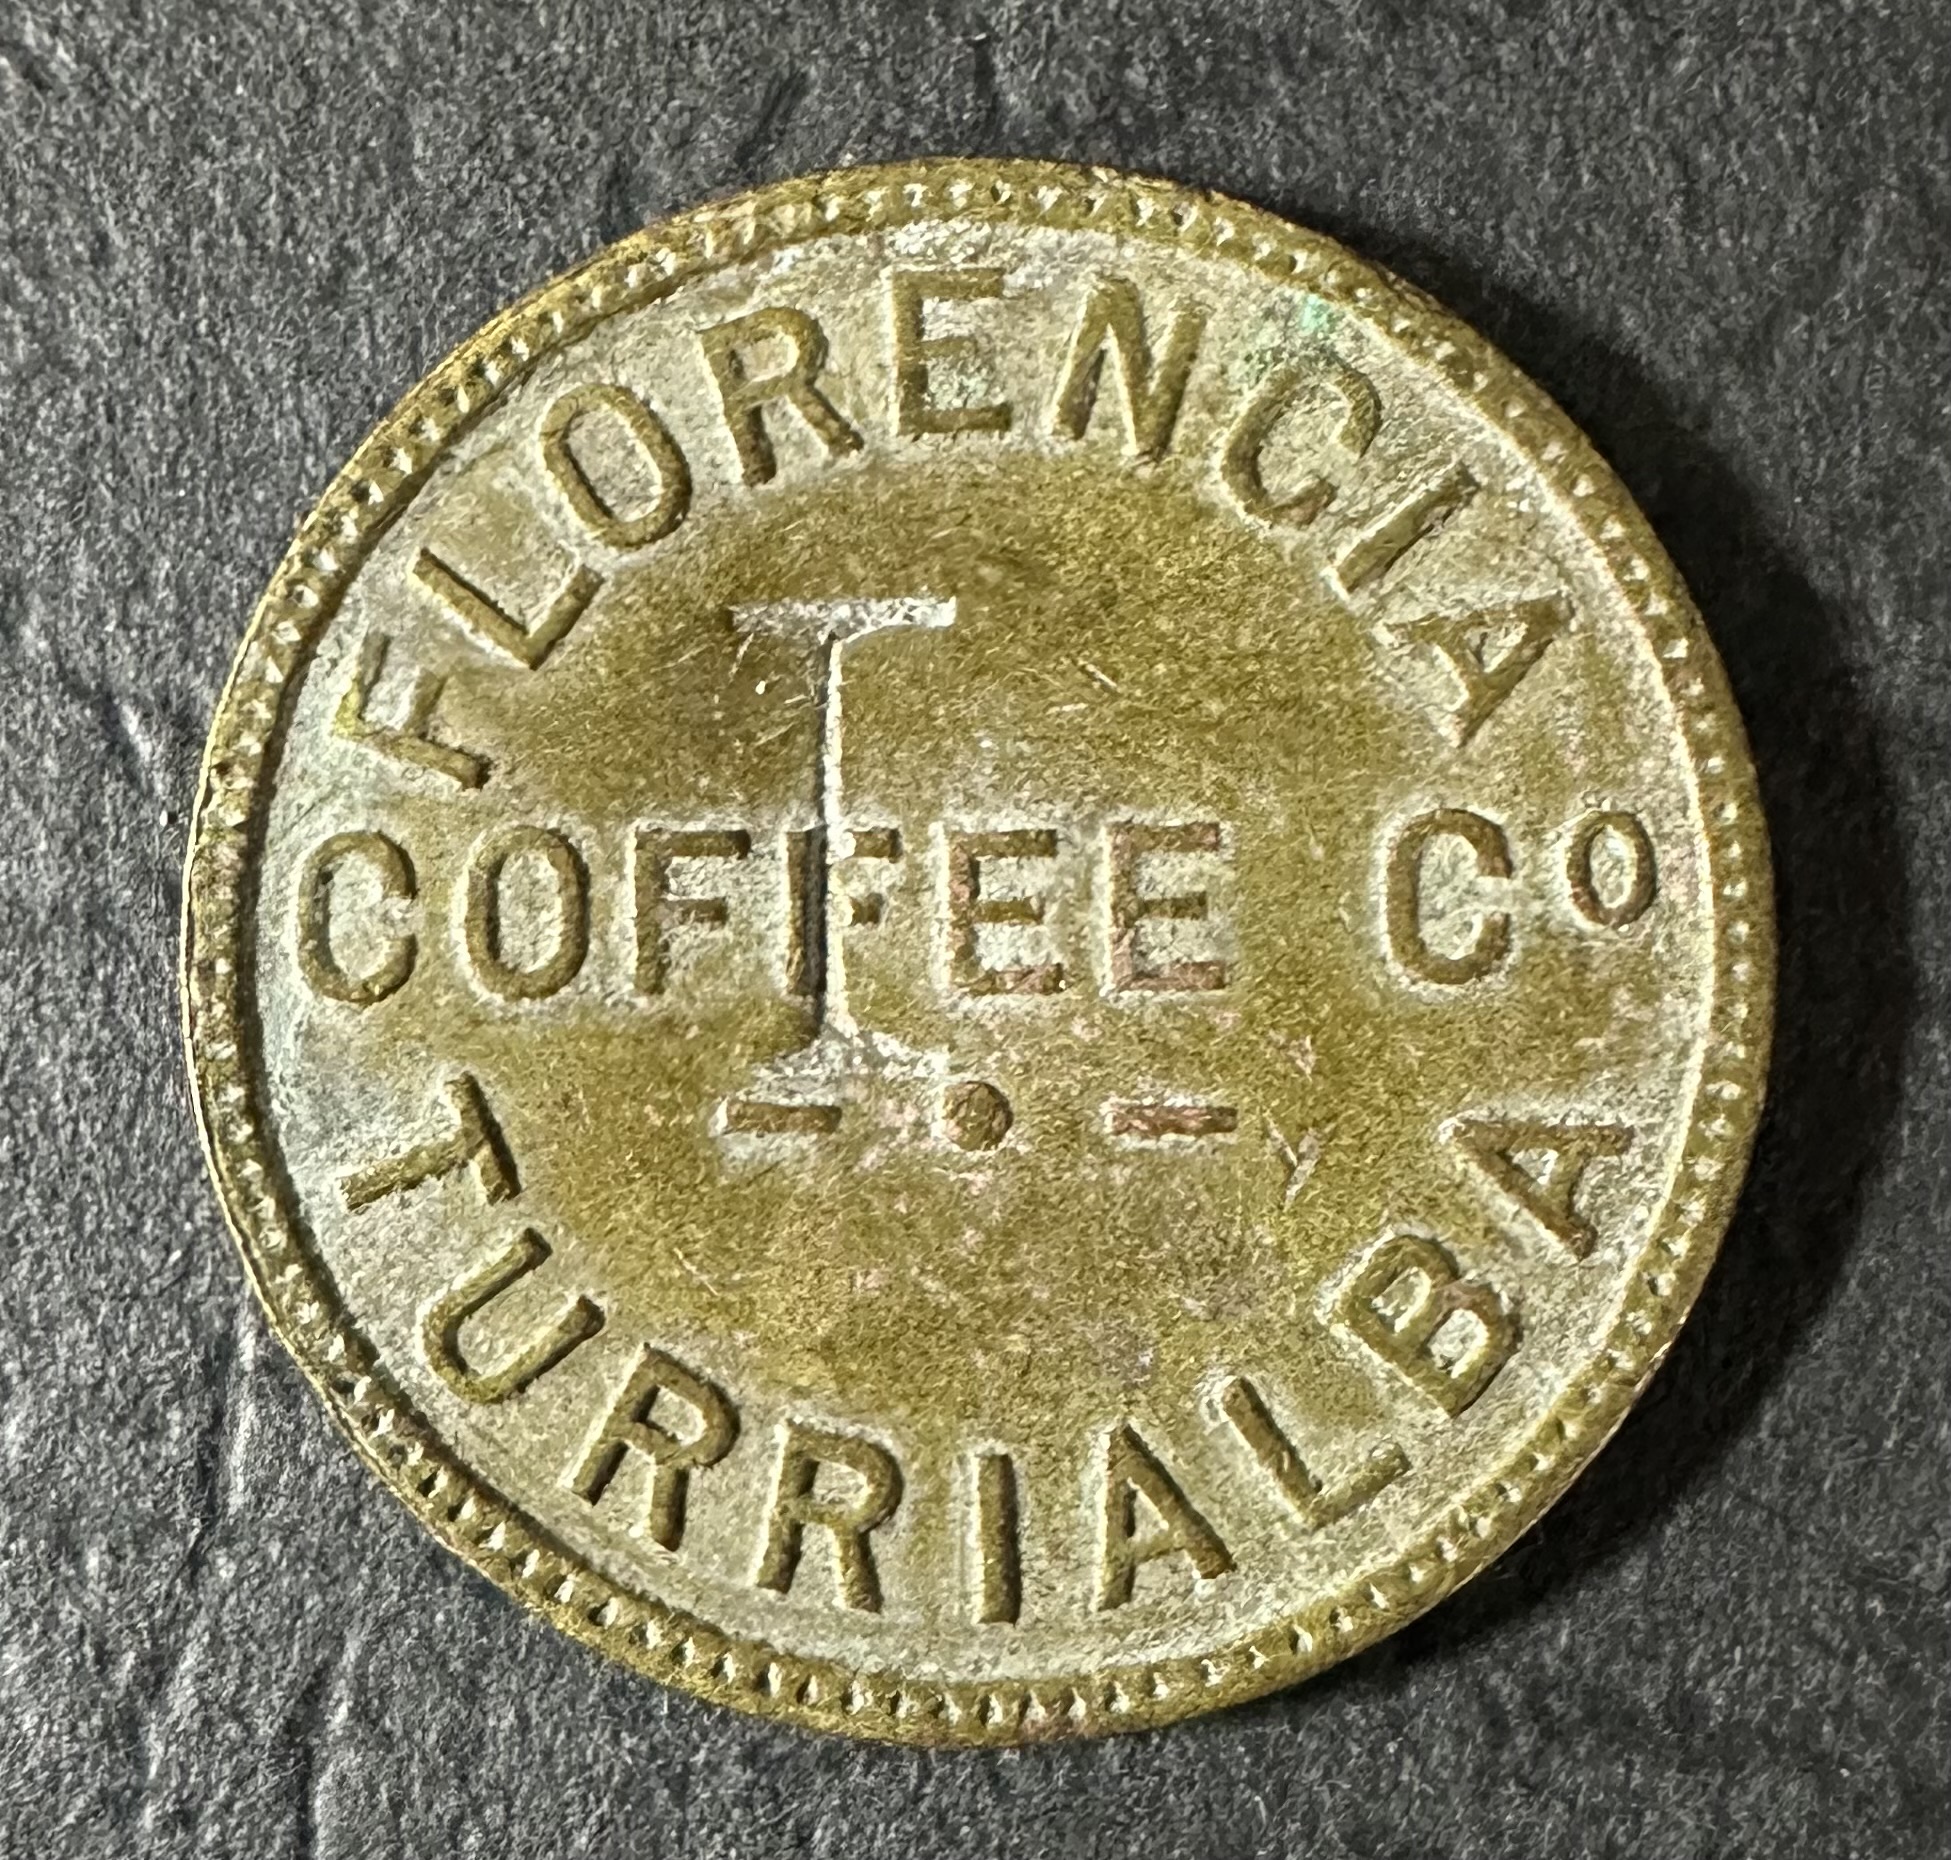 FLORENCIA
COFFEE Cº
I
- • -
TURRIALBA